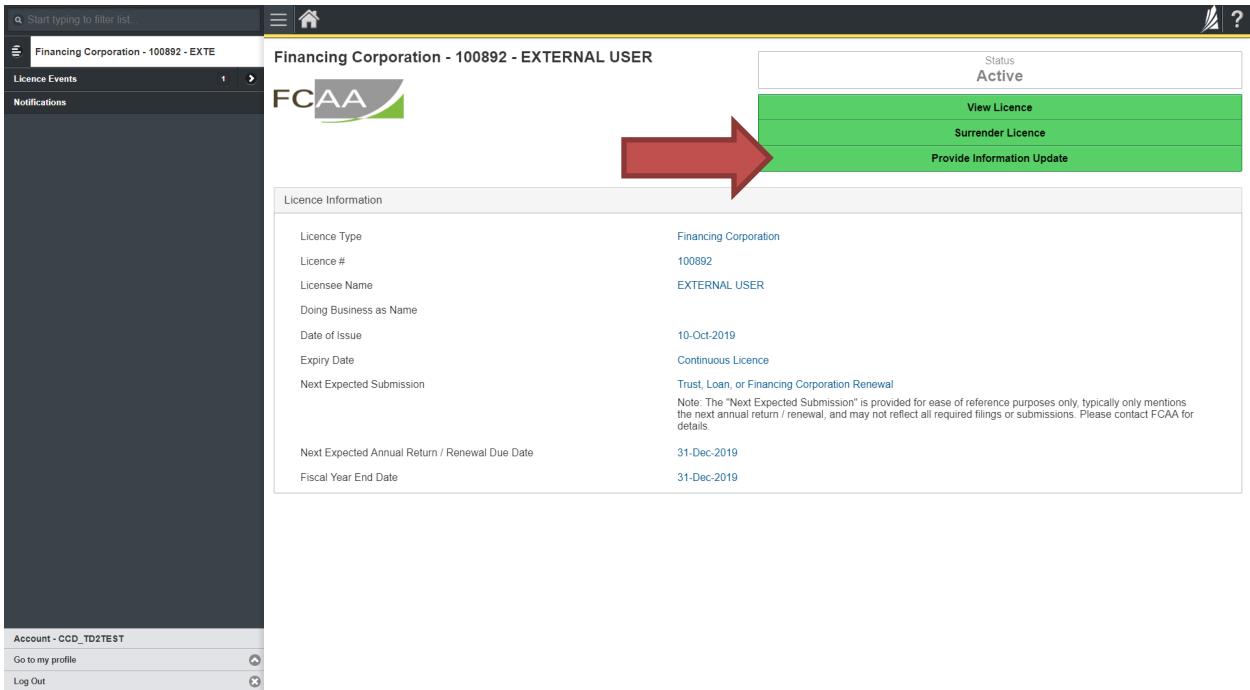 Start typing to filter list...
Financing Corporation - 100892 - EXTE
Licence Events 1
Notifications
Account - CCD_TD2TEST
Go to my profile
Log Out
?
Financing Corporation - 100892 - EXTERNAL USER
FCAA
Status
Active
View Licence
Surrender Licence
Provide Information Update
Licence Information
Licence Type Financing Corporation
Licence # 100892
Licensee Name EXTERNAL USER
Doing Business as Name
Date of Issue 10-Oct-2019
Expiry Date Continuous Licence
Next Expected Submission Trust, Loan, or Financing Corporation Renewal
Note: The "Next Expected Submission" is provided for ease of reference purposes only, typically only mentions
the next annual return / renewal, and may not reflect all required filings or submissions. Please contact FCAA for
details.
Next Expected Annual Return / Renewal Due Date 31-Dec-2019
Fiscal Year End Date 31-Dec-2019